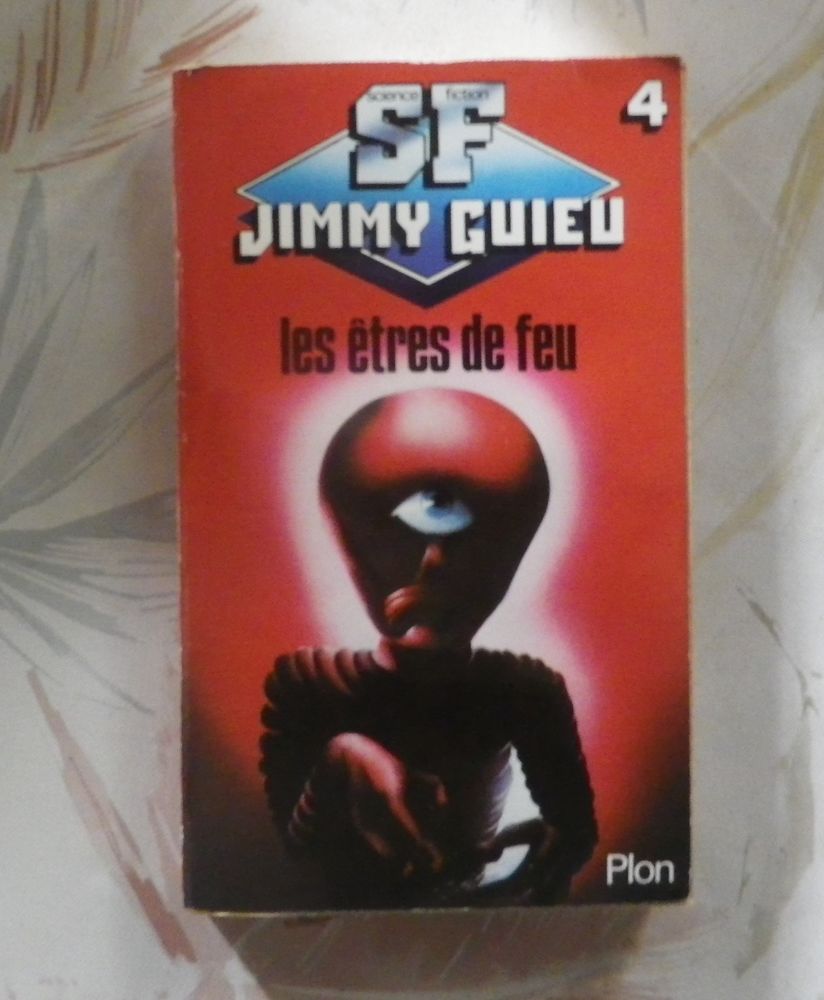 science fiction
SF
4
JIMMY GUIEU
les êtres de feu
Plon